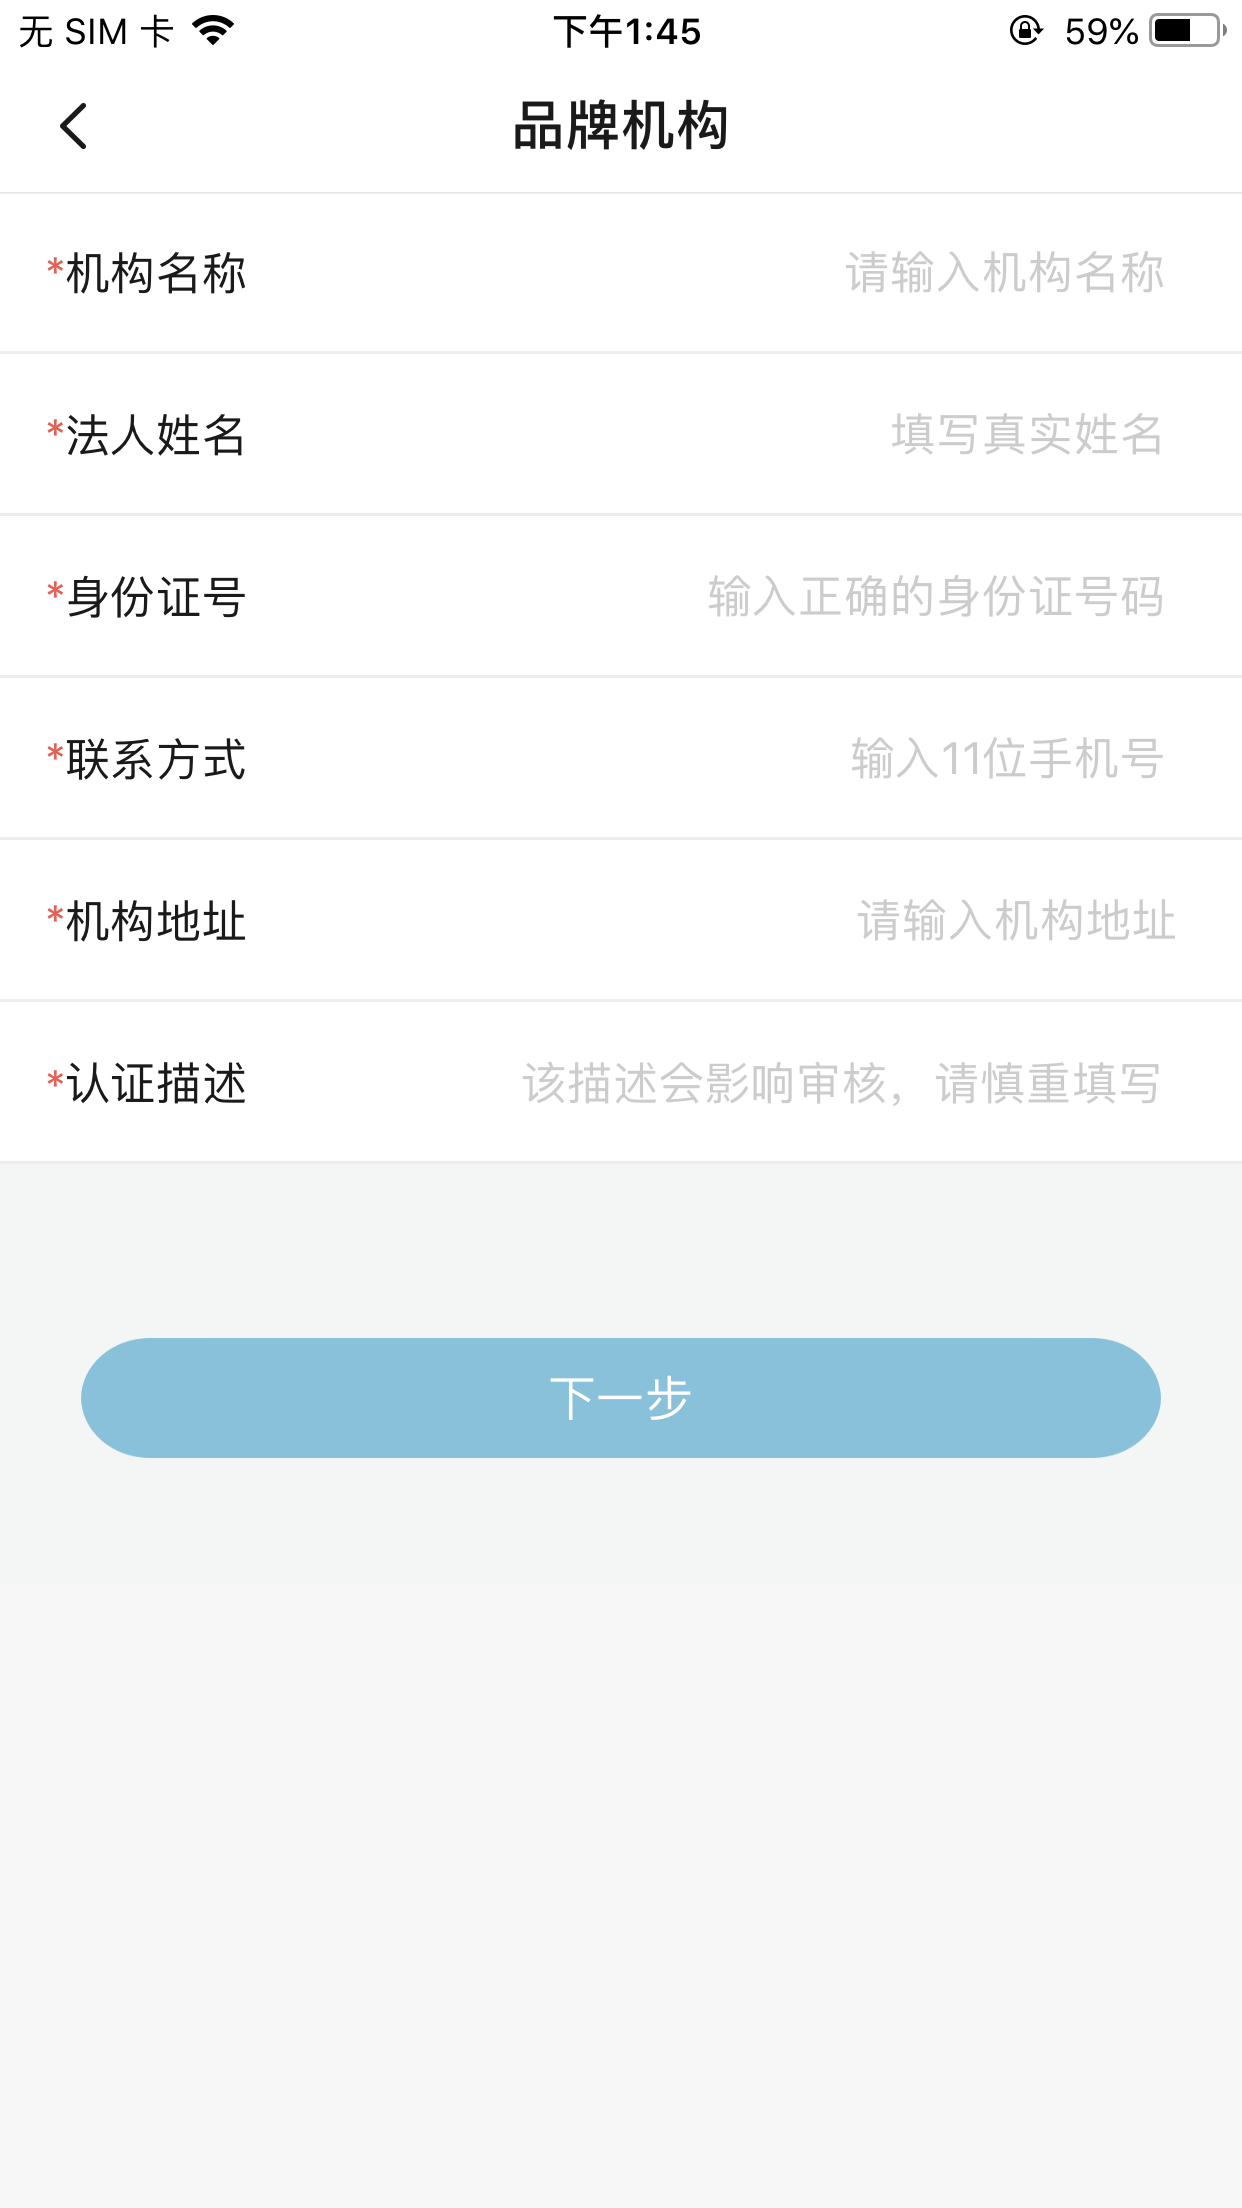 无 SIM 卡 下午1:45 59%
品牌机构
*机构名称 请输入机构名称
*法人姓名 填写真实姓名
*身份证号 输入正确的身份证号码
*联系方式 输入11位手机号
*机构地址 请输入机构地址
*认证描述 该描述会影响审核，请慎重填写
下一步